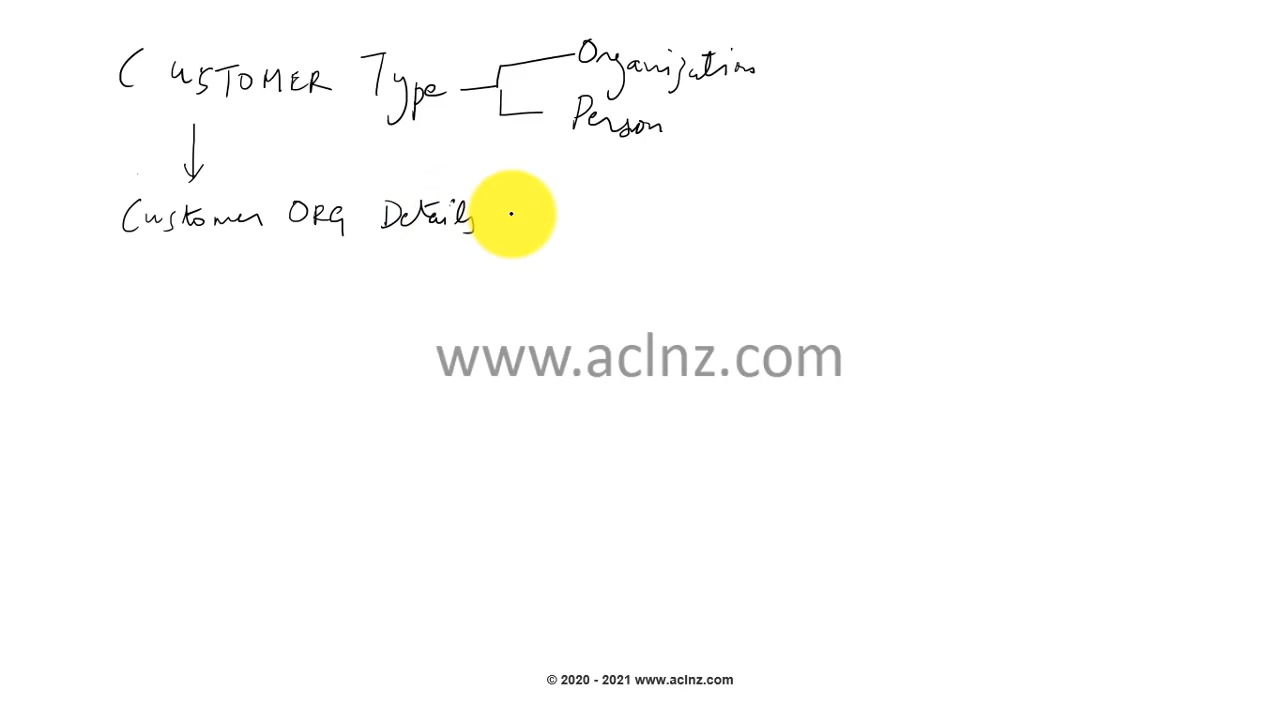 CUSTOMER Type Organization
Person
Customer ORG Details
www.aclnz.com
© 2020 - 2021 www.aclnz.com